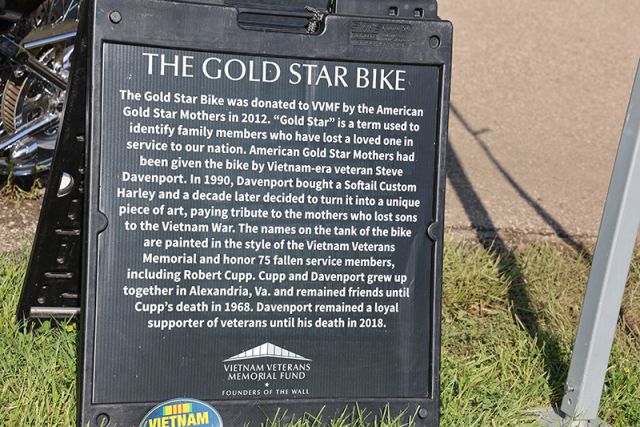 THE GOLD STAR BIKE
The Gold Star Bike was donated to VVMF by the American
Gold Star Mothers in 2012. “Gold Star” is a term used to
identify family members who have lost a loved one in
service to our nation. American Gold Star Mothers had
been given the bike by Vietnam-era veteran Steve
Davenport. In 1990, Davenport bought a Softail Custom
Harley and a decade later decided to turn it into a unique
piece of art, paying tribute to the mothers who lost sons
to the Vietnam War. The names on the tank of the bike
are painted in the style of the Vietnam Veterans
Memorial and honor 75 fallen service members,
including Robert Cupp. Cupp and Davenport grew up
together in Alexandria, Va. and remained friends until
Cupp’s death in 1968. Davenport remained a loyal
supporter of veterans until his death in 2018.
VIETNAM VETERANS
MEMORIAL FUND
FOUNDERS OF THE WALL
VIETNAM